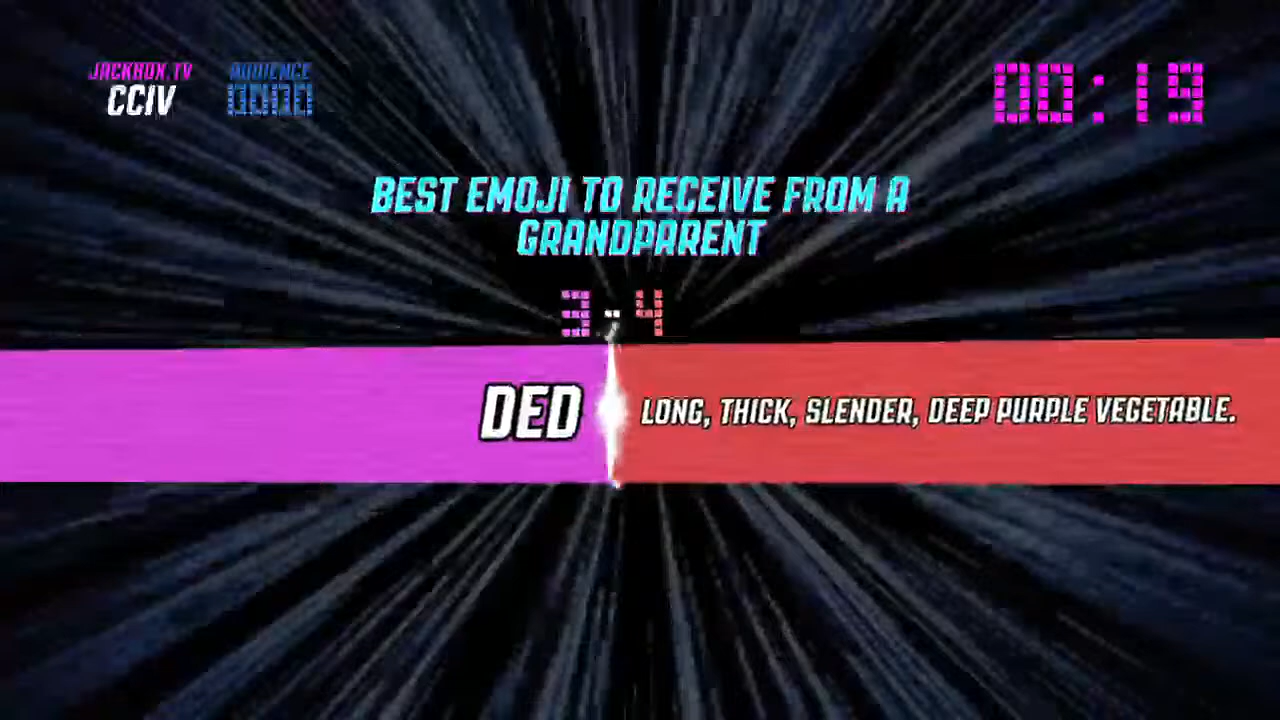 JACKBOX.TV
CCIV
AUDIENCE
0000
00:19
BEST EMOJI TO RECEIVE FROM A
GRANDPARENT
3-4
DED
LONG, THICK, SLENDER, DEEP PURPLE VEGETABLE.